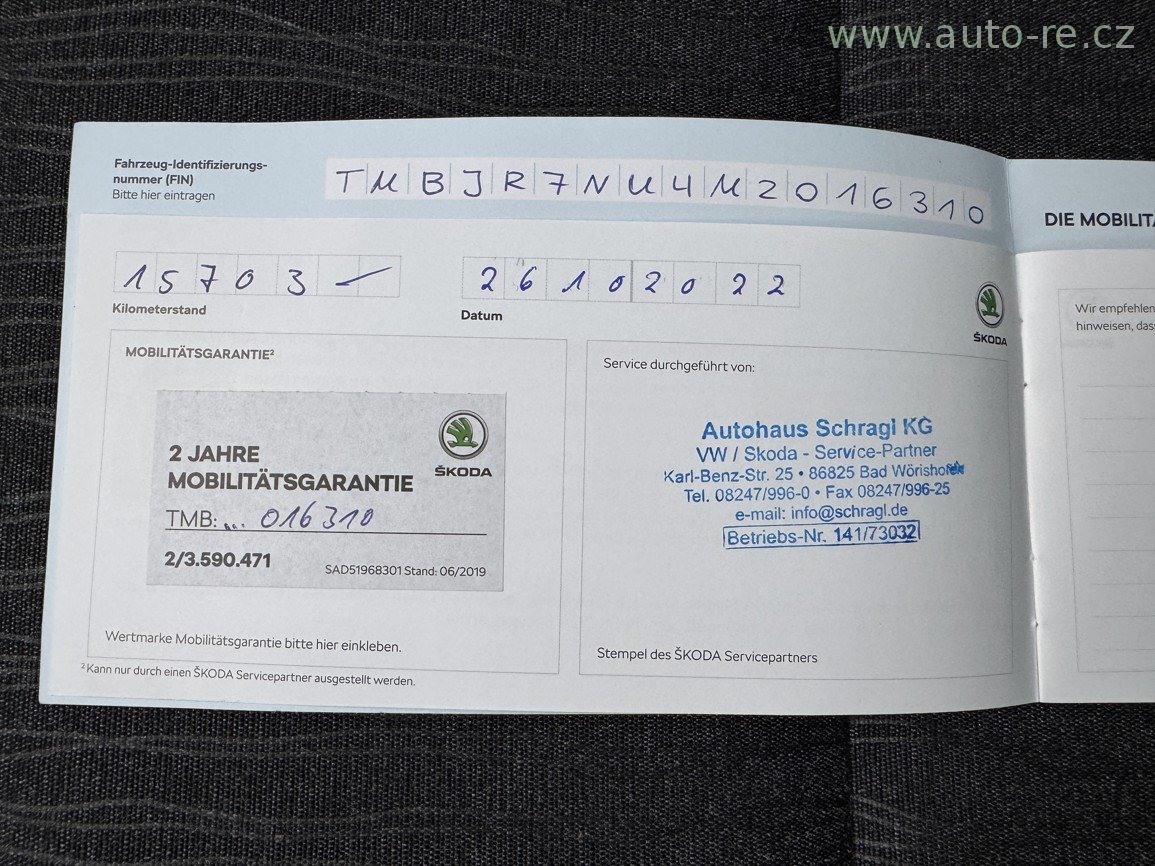 www.auto-re.cz
Fahrzeug-Identifizierungs-
nummer (FIN)
Bitte hier eintragen
TMBJR7NU4M2016310
15703 –
Kilometerstand
26102022
Datum
ŠKODA
MOBILITÄTSGARANTIE²
2 JAHRE
MOBILITÄTSGARANTIE
ŠKODA
TMB: ... 016310
2/3.590.471
SAD51968301 Stand: 06/2019
Wertmarke Mobilitätsgarantie bitte hier einkleben.
² Kann nur durch einen ŠKODA Servicepartner ausgestellt werden.
Service durchgeführt von:
Autohaus Schragl KG
VW / Skoda - Service-Partner
Karl-Benz-Str. 25 • 86825 Bad Wörishofen
Tel. 08247/996-0 • Fax 08247/996-25
e-mail: info@schragl.de
Betriebs-Nr. 141/73032
Stempel des ŠKODA Servicepartners
DIE MOBILITÄ
Wir empfehlen
hinweisen, das